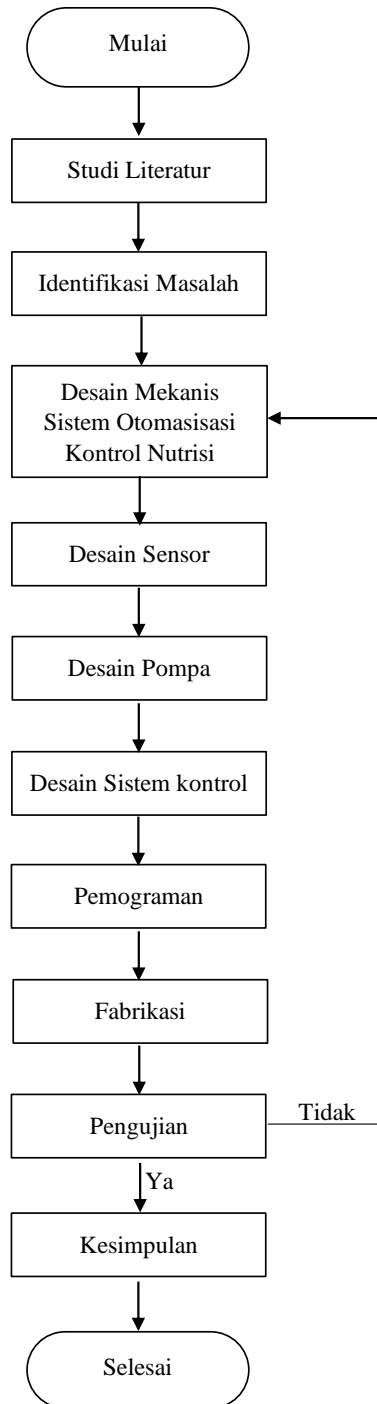 Mulai
Studi Literatur
Identifikasi Masalah
Desain Mekanis
Sistem Otomasisasi
Kontrol Nutrisi
Desain Sensor
Desain Pompa
Desain Sistem kontrol
Pemograman
Fabrikasi
Pengujian
Tidak
Ya
Kesimpulan
Selesai